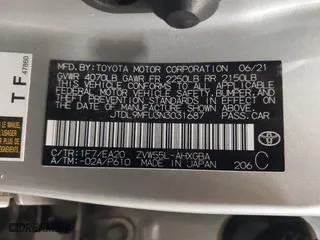 MFD. BY: TOYOTA MOTOR CORPORATION 06/21
GVWR 4070LB GAWR FR 2250LB RR 2150LB
THIS VEHICLE CONFORMS TO ALL APPLICABLE
FEDERAL MOTOR VEHICLE SAFETY, BUMPER, AND
THEFT PREVENTION STANDARDS IN EFFECT ON THE
DATE OF MANUFACTURE SHOWN ABOVE.
JTDL9MFU3N3031687 PASS.CAR
C/TR: 1F7/EA20 ZVW55L-AHXGBA
A/TM: -02A/P610 MADE IN JAPAN 206 C
TOYOTA
T F
47860